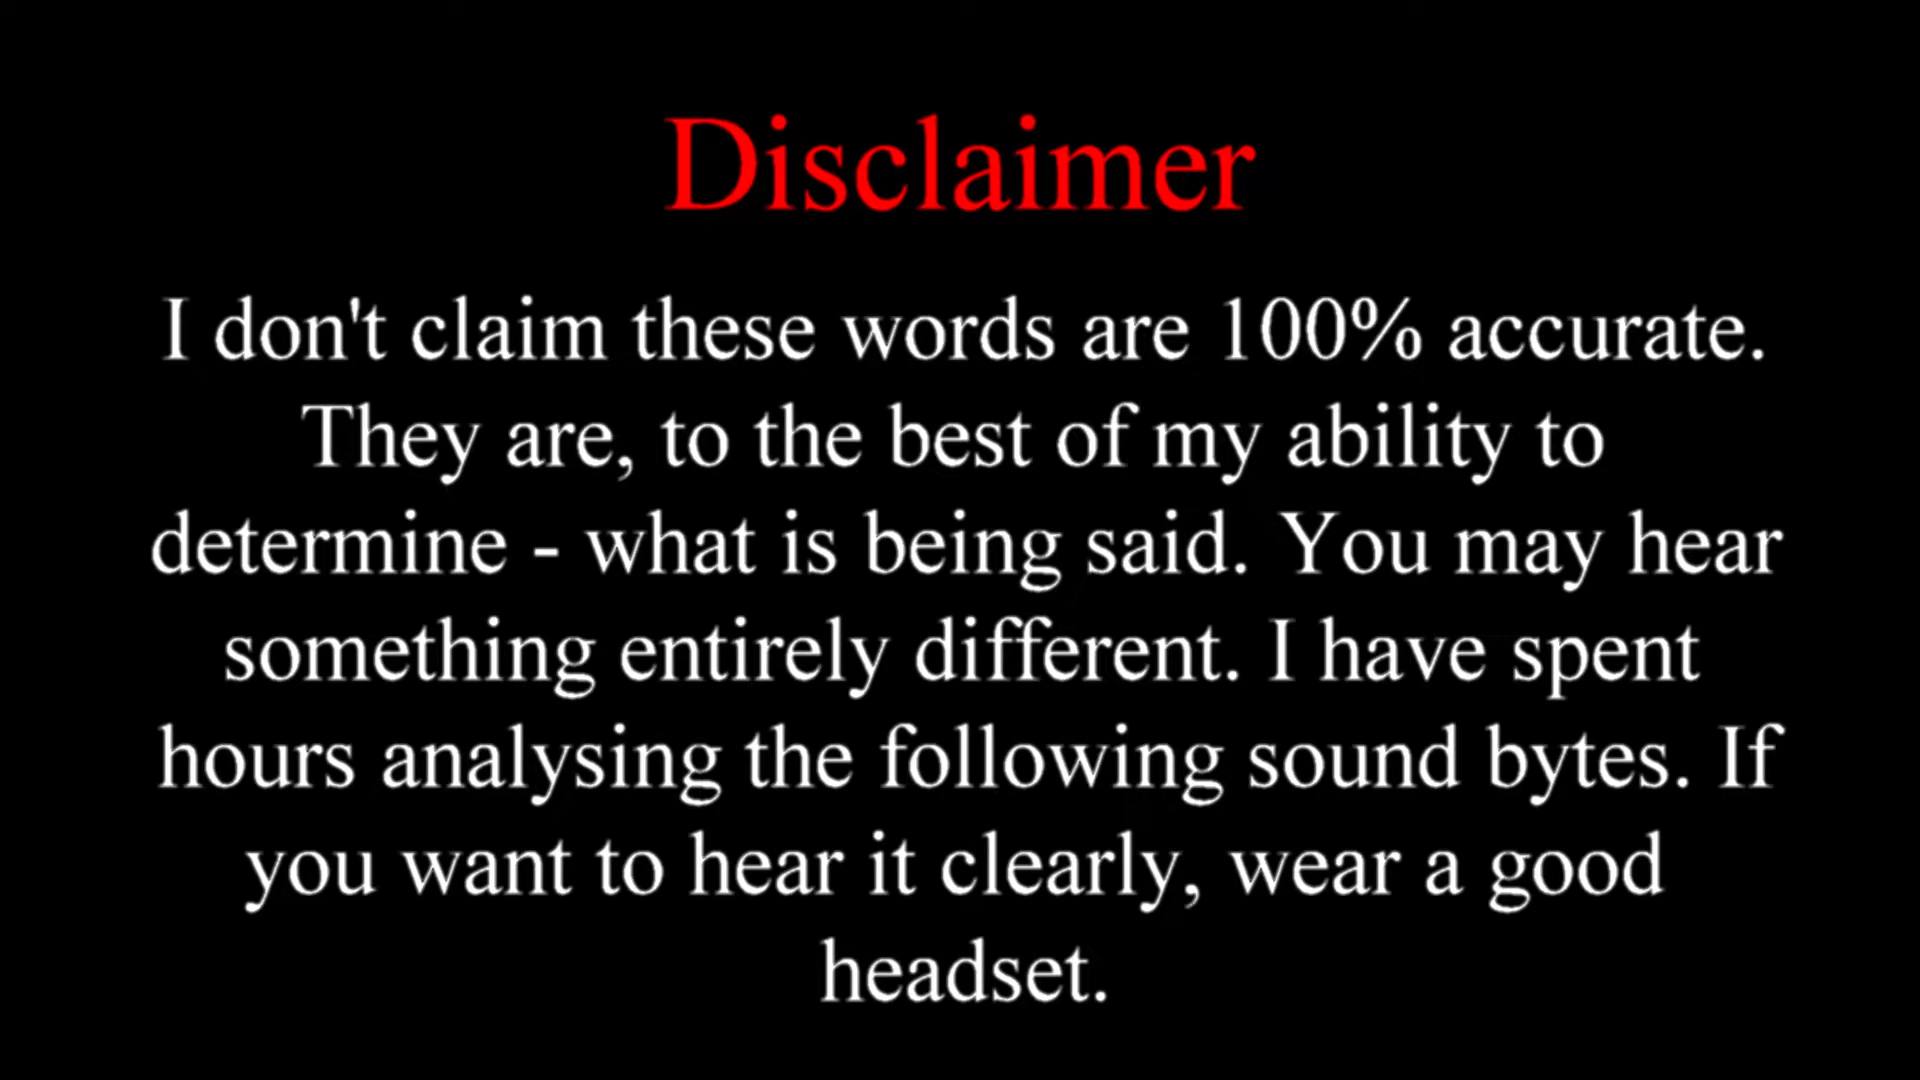 Disclaimer
I don't claim these words are 100% accurate.
They are, to the best of my ability to
determine - what is being said. You may hear
something entirely different. I have spent
hours analysing the following sound bytes. If
you want to hear it clearly, wear a good
headset.